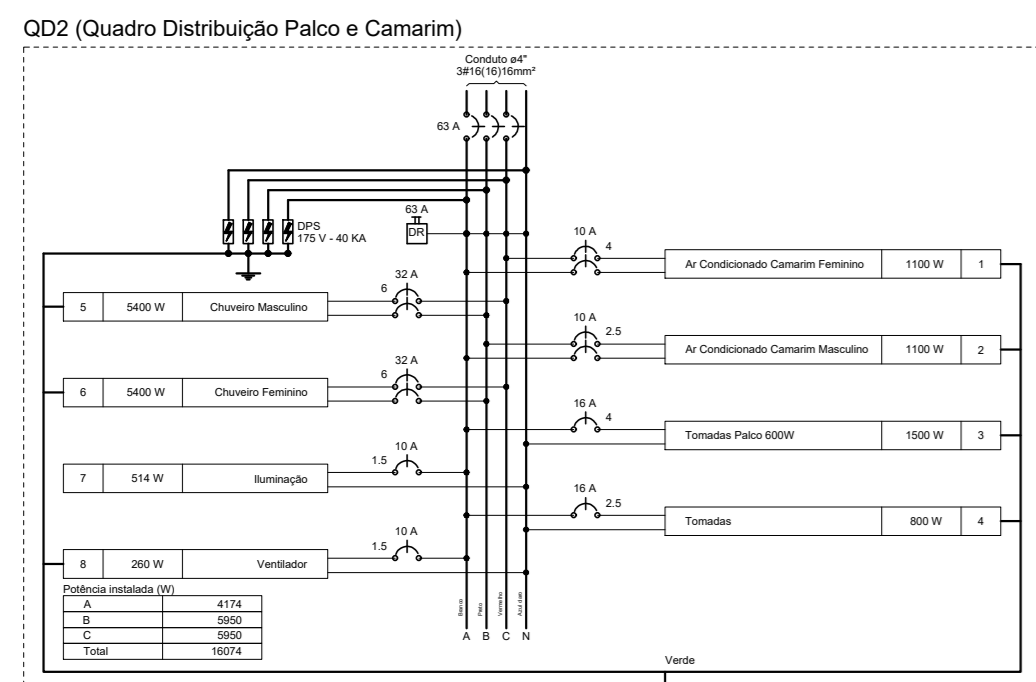 QD2 (Quadro Distribuição Palco e Camarim)
Conduto ø4"
3#16(16)16mm²
63 A
DPS
175 V - 40 KA
63 A
DR
10 A
4
Ar Condicionado Camarim Feminino 1100 W 1
32 A
6
5 5400 W Chuveiro Masculino
10 A
2.5
Ar Condicionado Camarim Masculino 1100 W 2
32 A
6
6 5400 W Chuveiro Feminino
16 A
4
Tomadas Palco 600W 1500 W 3
10 A
1.5
7 514 W Iluminação
16 A
2.5
Tomadas 800 W 4
10 A
1.5
8 260 W Ventilador
Potência instalada (W)
A 4174
B 5950
C 5950
Total 16074
Branco
Preto
Vermelho
Azul claro
A B C N
Verde